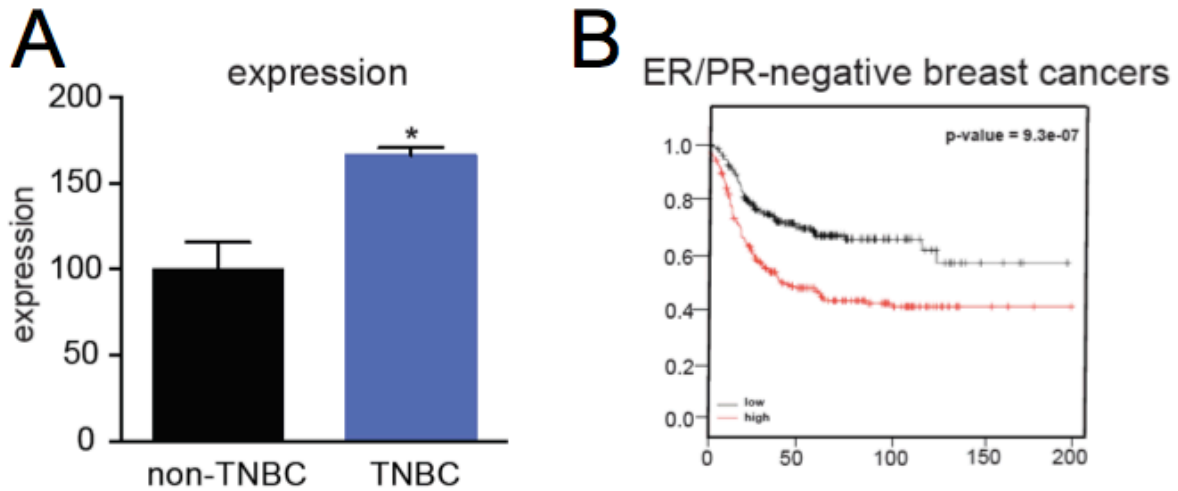 A
expression
expression
200
150
100
50
0
non-TNBC
TNBC
*
B
ER/PR-negative breast cancers
p-value = 9.3e-07
1.0
0.8
0.6
0.4
0.2
0.0
low
high
0
50
100
150
200